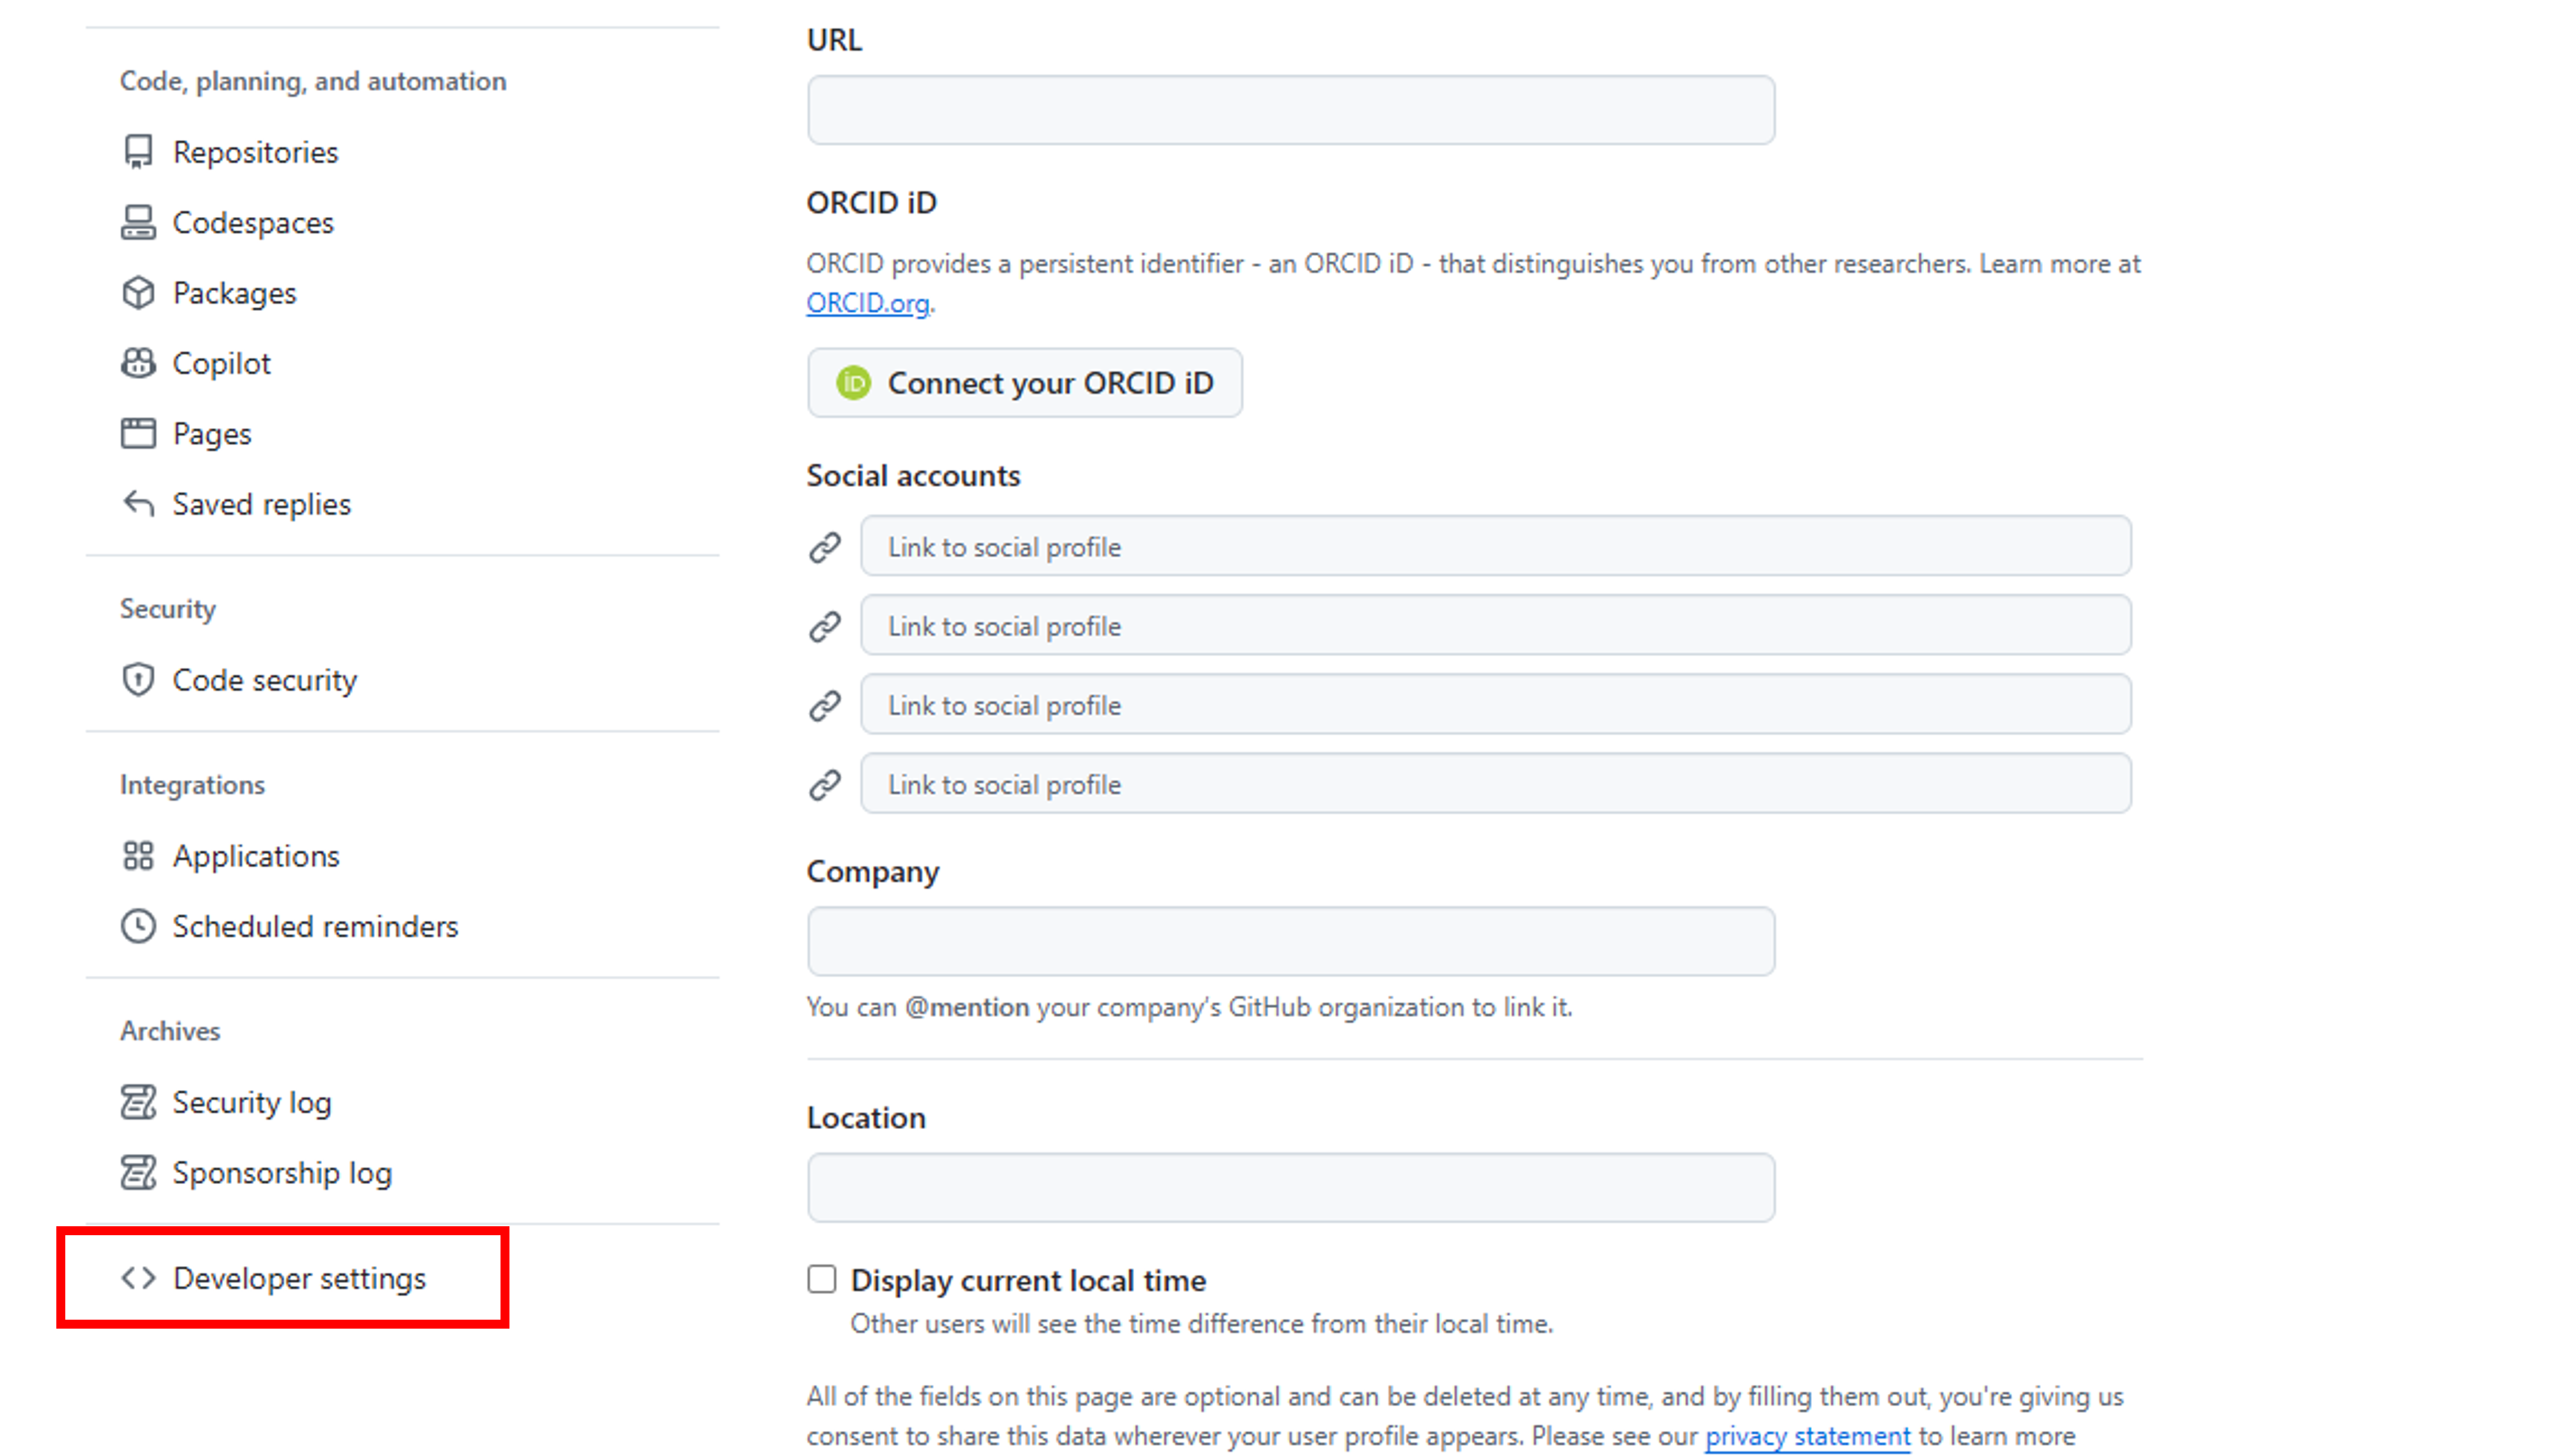 Code, planning, and automation
Repositories
Codespaces
Packages
Copilot
Pages
Saved replies
Security
Code security
Integrations
Applications
Scheduled reminders
Archives
Security log
Sponsorship log
Developer settings
URL
ORCID iD
ORCID provides a persistent identifier - an ORCID iD - that distinguishes you from other researchers. Learn more at
ORCID.org.
iD Connect your ORCID iD
Social accounts
Link to social profile
Link to social profile
Link to social profile
Link to social profile
Company
You can @mention your company's GitHub organization to link it.
Location
Display current local time
Other users will see the time difference from their local time.
All of the fields on this page are optional and can be deleted at any time, and by filling them out, you're giving us
consent to share this data wherever your user profile appears. Please see our privacy statement to learn more